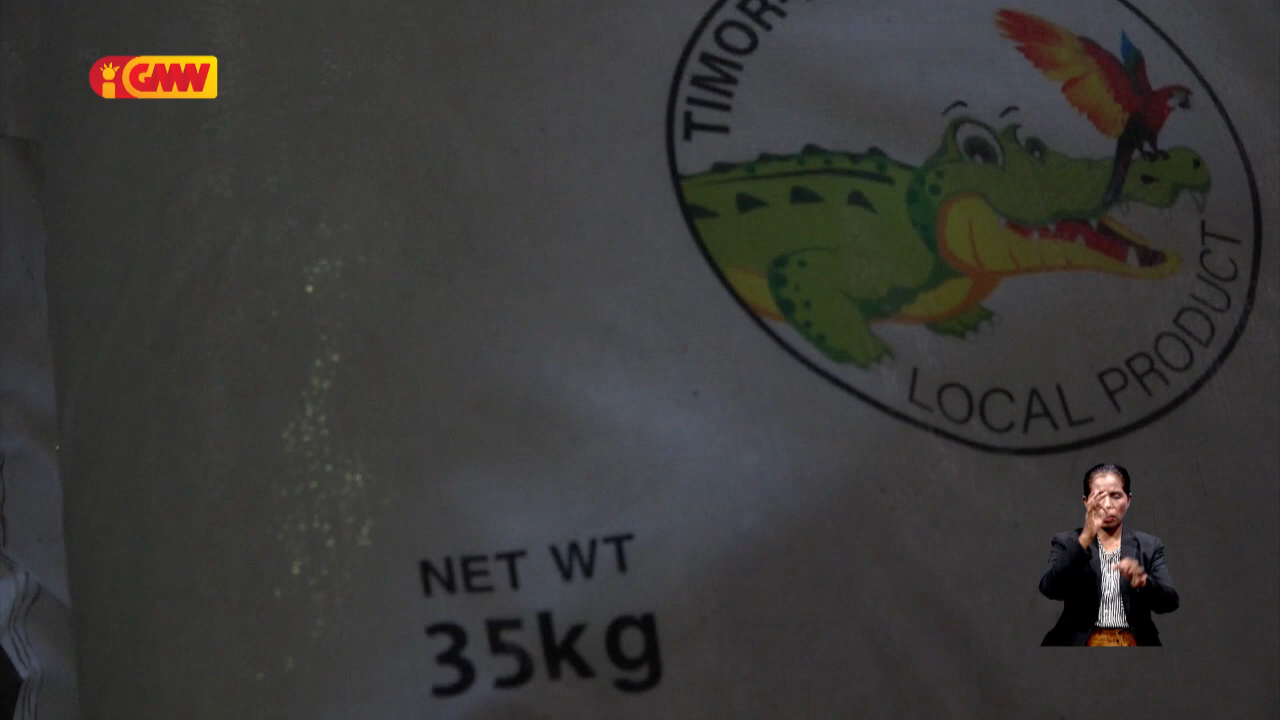 GMN
TIMOR-
LOCAL PRODUCT
NET WT
35kg